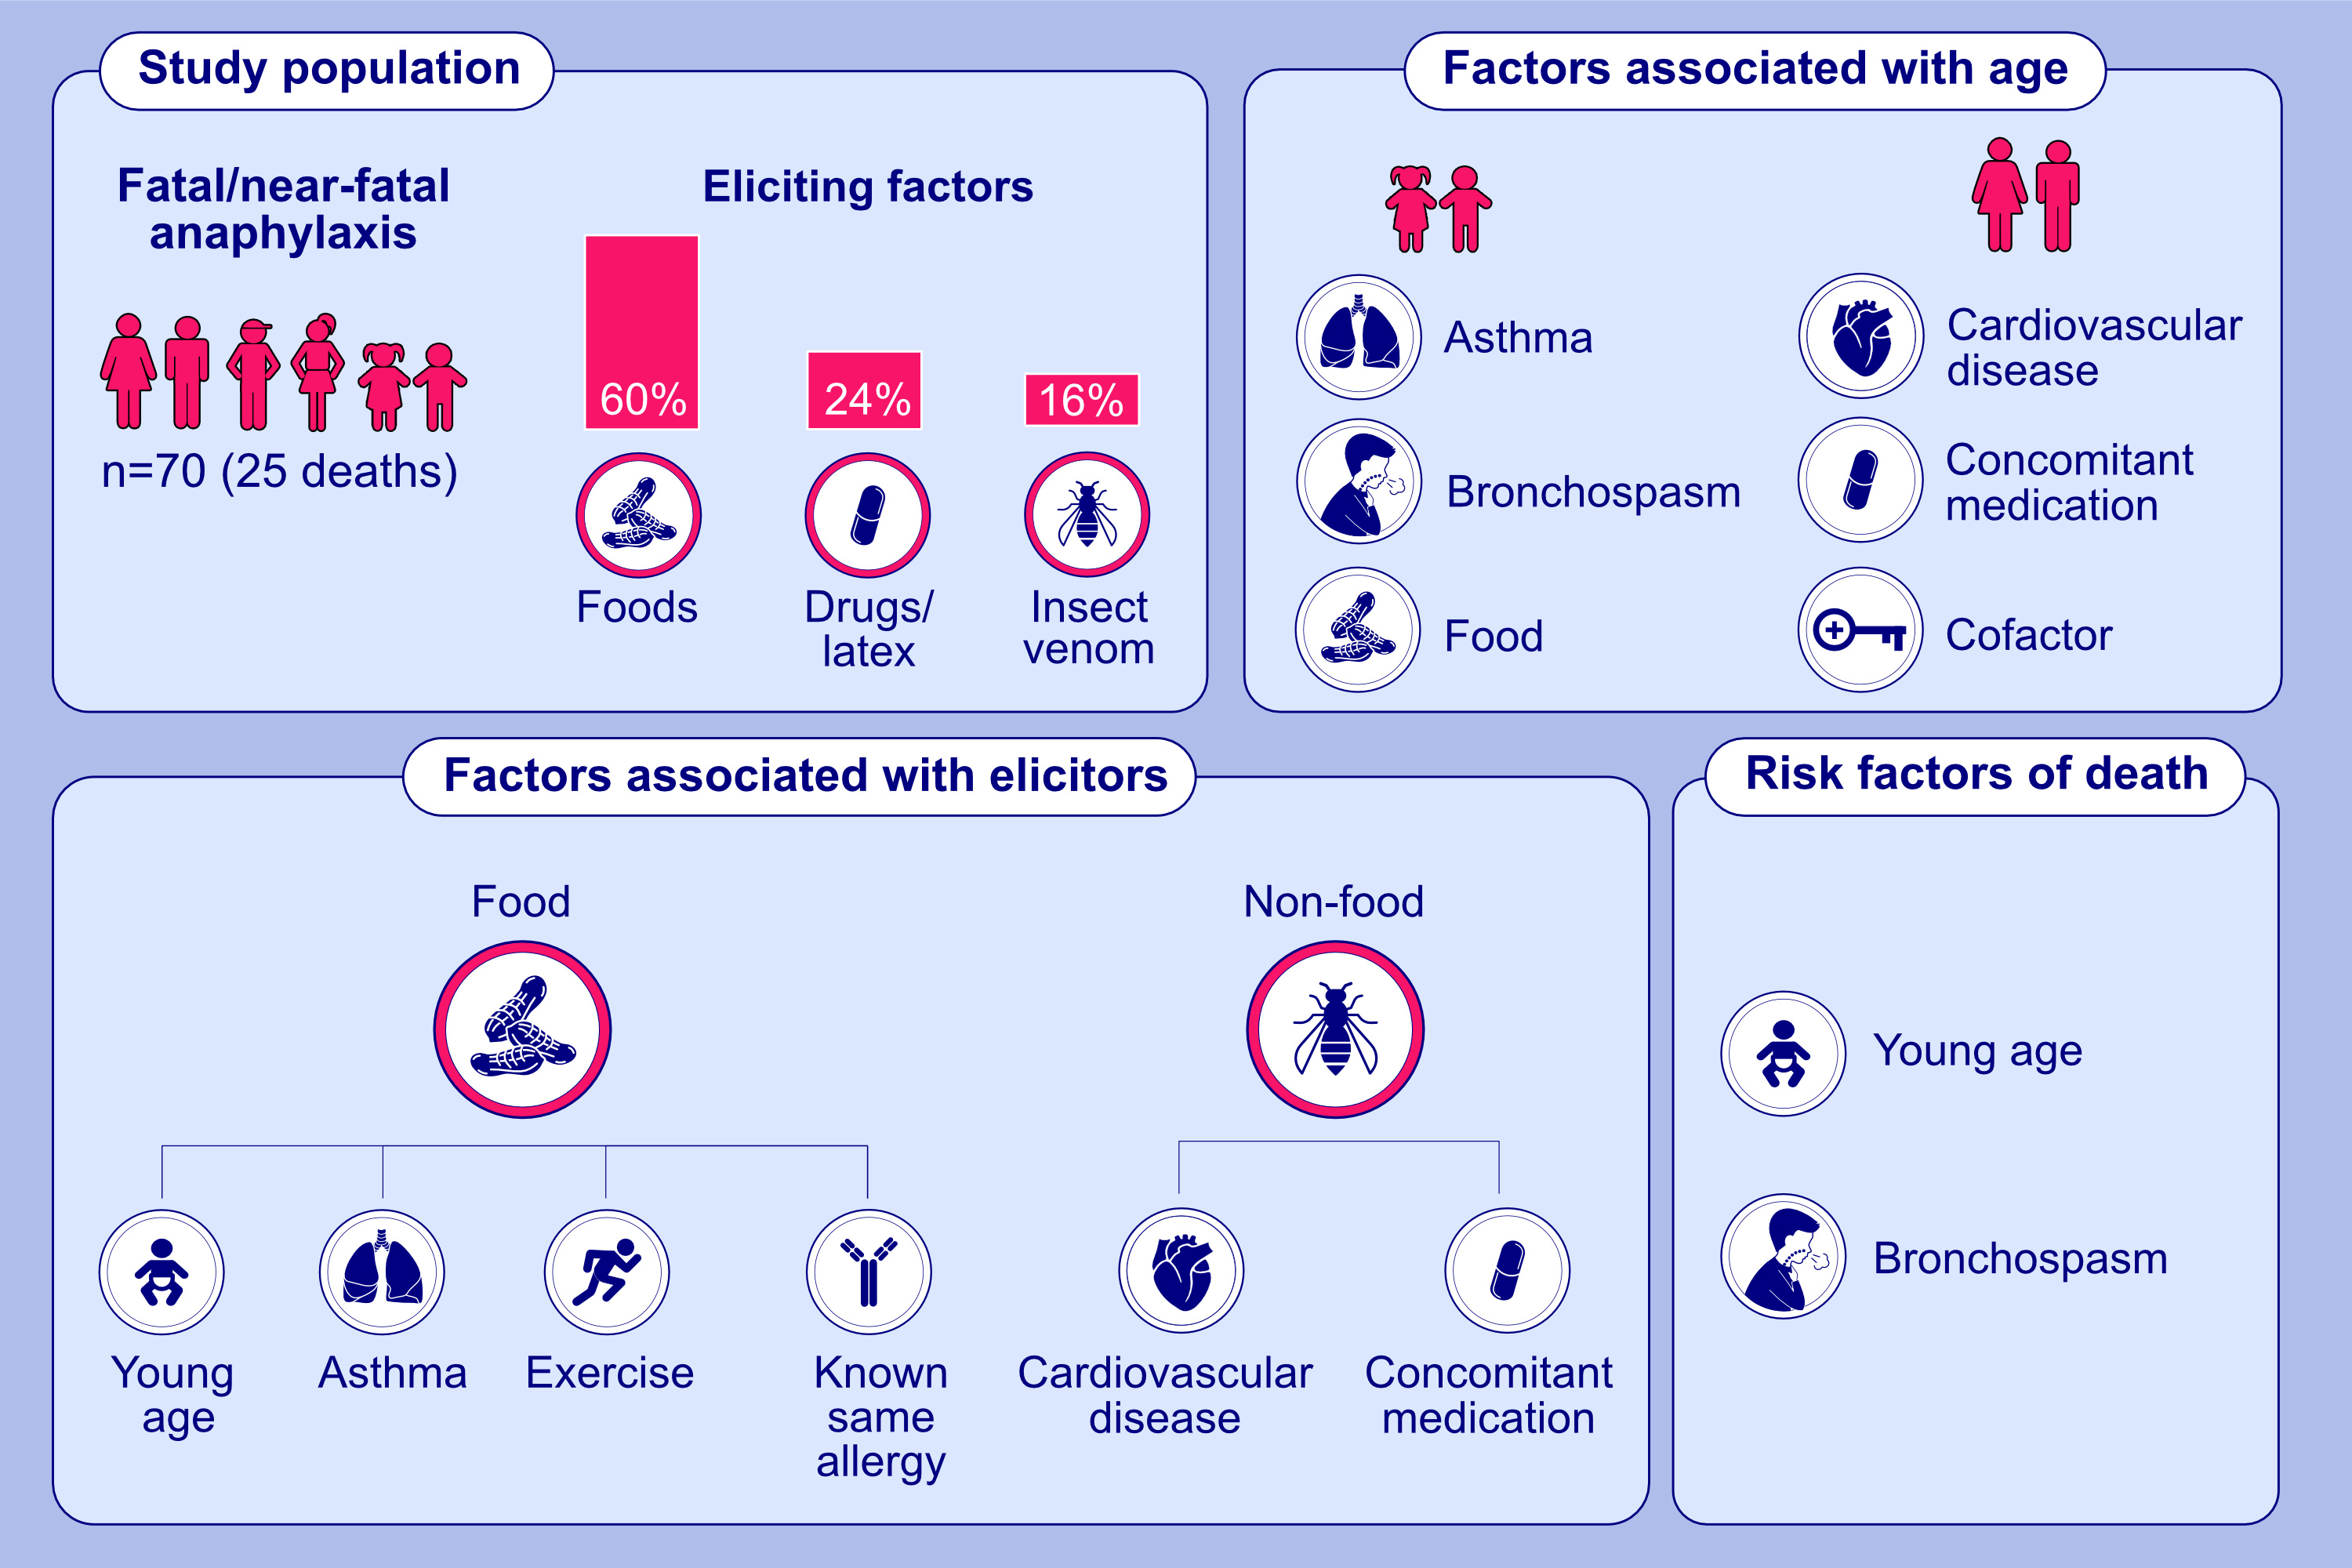 Study population
Fatal/near-fatal
anaphylaxis
n=70 (25 deaths)
Eliciting factors
60%
24%
16%
Foods
Drugs/
latex
Insect
venom
Factors associated with age
Asthma
Bronchospasm
Food
Cardiovascular
disease
Concomitant
medication
Cofactor
Factors associated with elicitors
Food
Young
age
Asthma
Exercise
Known
same
allergy
Non-food
Cardiovascular
disease
Concomitant
medication
Risk factors of death
Young age
Bronchospasm